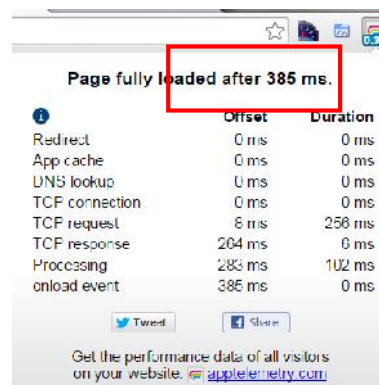 Page fully loaded after 385 ms.
Offset Duration
Redirect 0 ms 0 ms
App cache 0 ms 0 ms
DNS lookup 0 ms 0 ms
TCP connection 0 ms 0 ms
TCP request 8 ms 256 ms
TCP response 264 ms 6 ms
Processing 283 ms 102 ms
onload event 385 ms 0 ms
Tweet Share
Get the performance data of all visitors
on your website. apptelemetry.com